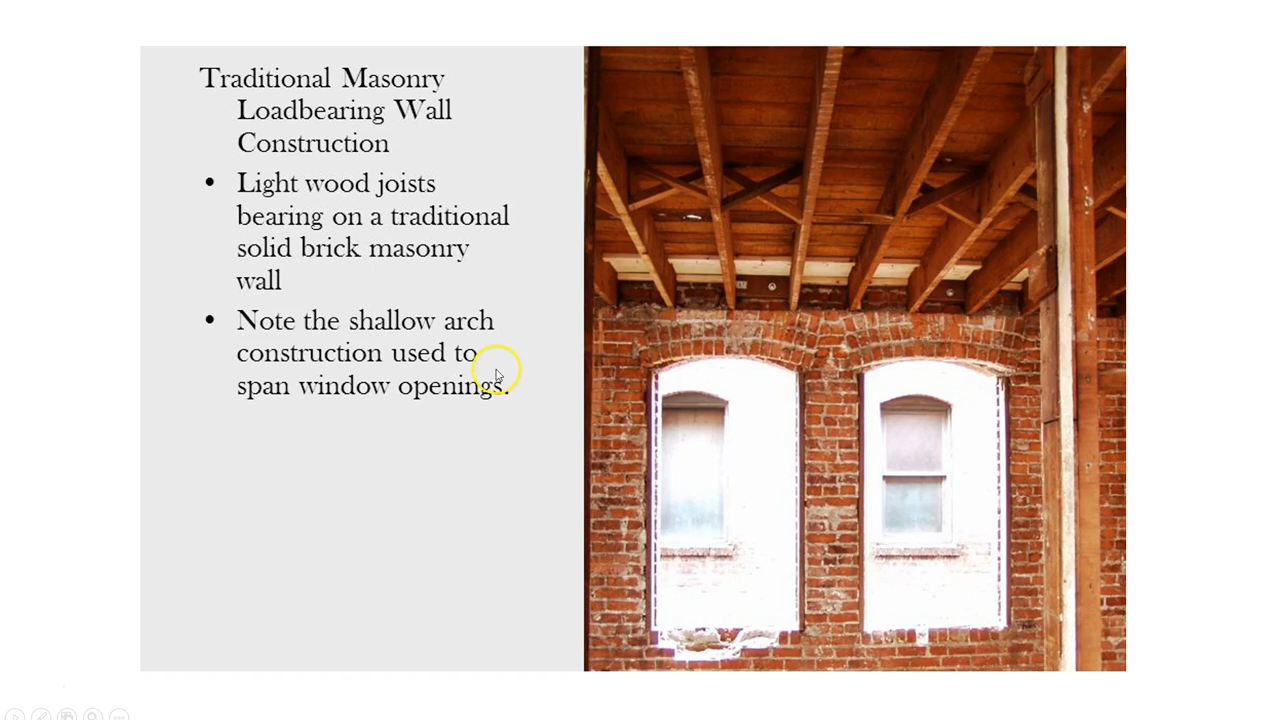 Traditional Masonry
Loadbearing Wall
Construction
• Light wood joists
bearing on a traditional
solid brick masonry
wall
• Note the shallow arch
construction used to
span window openings.